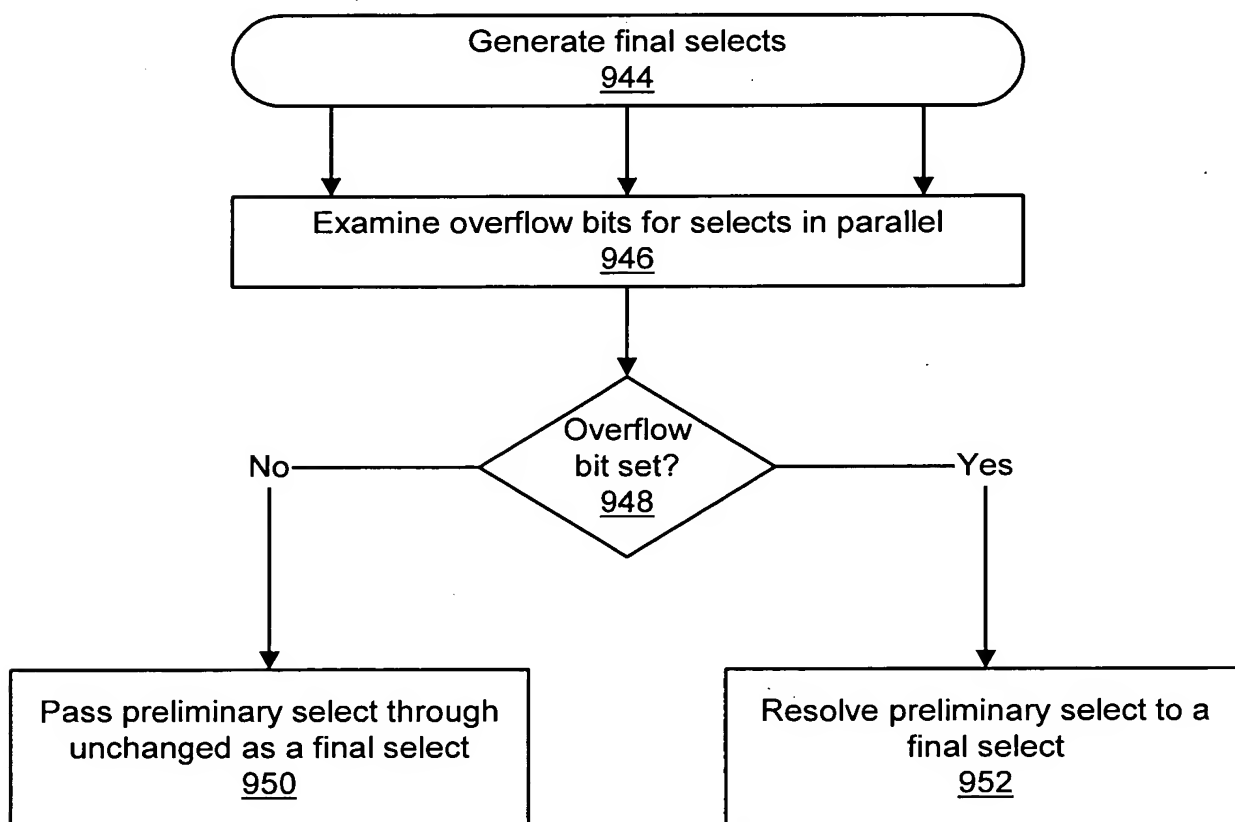 Generate final selects
944
Examine overflow bits for selects in parallel
946
Overflow
bit set?
948
No
Yes
Pass preliminary select through
unchanged as a final select
950
Resolve preliminary select to a
final select
952